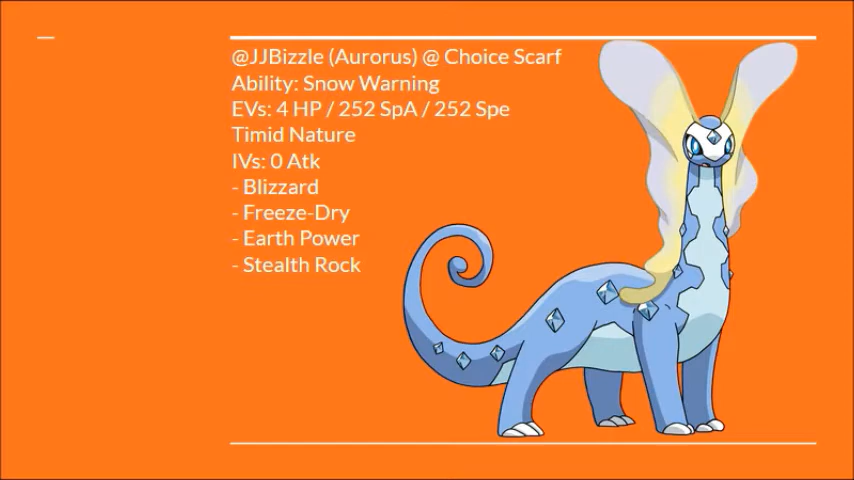 @JJBizzle (Aurorus) @ Choice Scarf
Ability: Snow Warning
EVs: 4 HP / 252 SpA / 252 Spe
Timid Nature
IVs: 0 Atk
- Blizzard
- Freeze-Dry
- Earth Power
- Stealth Rock